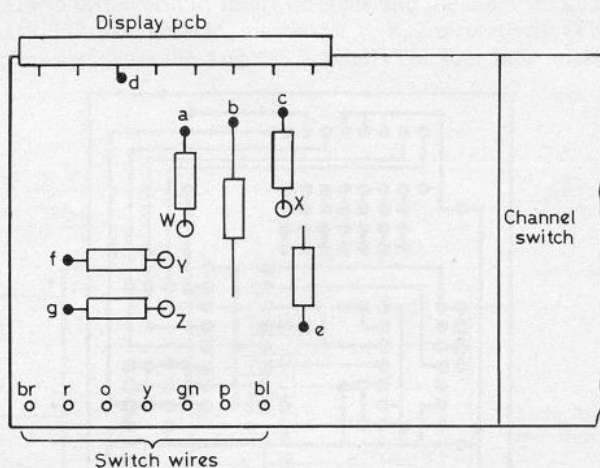 Display pcb
d
a
b
c
W
X
f
Y
g
Z
e
Channel
switch
br r o y gn p bl
Switch wires